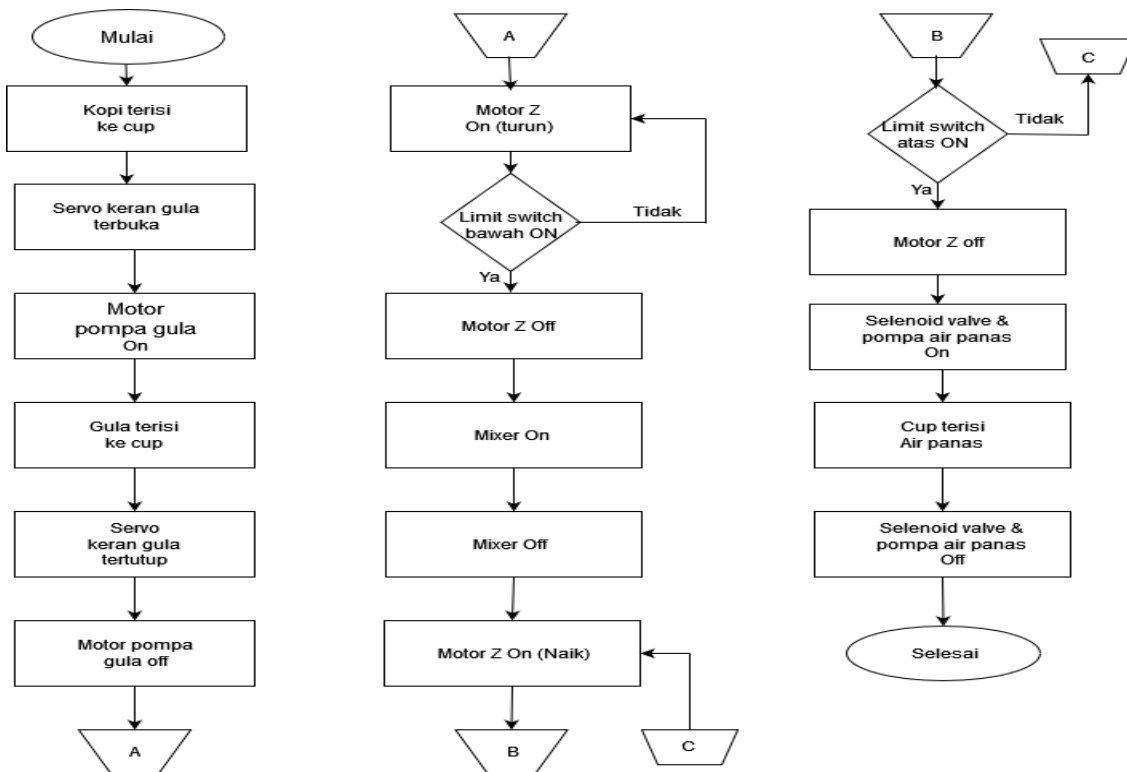 Mulai
Kopi terisi
ke cup
Servo keran gula
terbuka
Motor
pompa gula
On
Gula terisi
ke cup
Servo
keran gula
tertutup
Motor pompa
gula off
A
A
Motor Z
On (turun)
Limit switch
bawah ON
Tidak
Ya
Motor Z Off
Mixer On
Mixer Off
Motor Z On (Naik)
B
C
B
C
Limit switch
atas ON
Tidak
Ya
Motor Z off
Selenoid valve &
pompa air panas
On
Cup terisi
Air panas
Selenoid valve &
pompa air panas
Off
Selesai